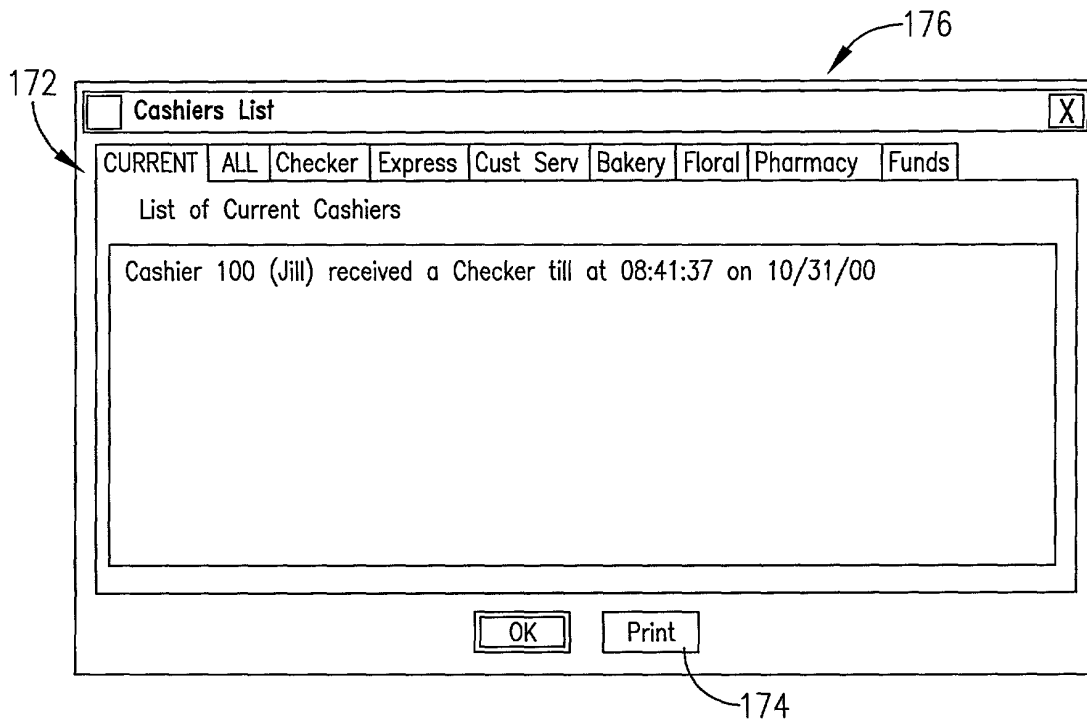 176
172
Cashiers List X
CURRENT ALL Checker Express Cust Serv Bakery Floral Pharmacy Funds
List of Current Cashiers
Cashier 100 (Jill) received a Checker till at 08:41:37 on 10/31/00
OK Print
174